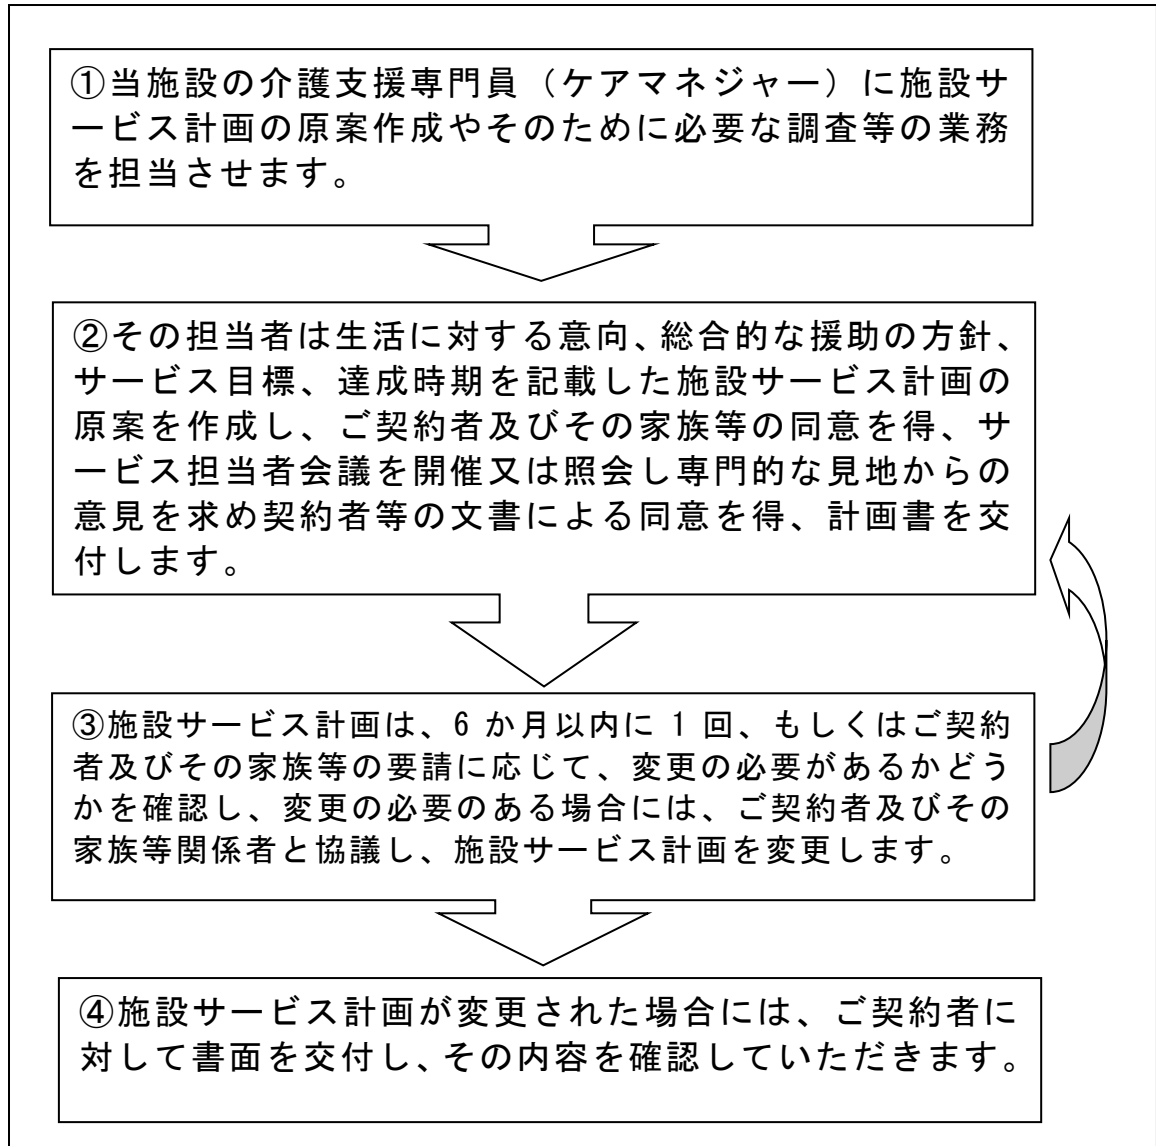 ①当施設の介護支援専門員（ケアマネジャー）に施設サ
ービス計画の原案作成やそのために必要な調査等の業務
を担当させます。
②その担当者は生活に対する意向、総合的な援助の方針、
サービス目標、達成時期を記載した施設サービス計画の
原案を作成し、ご契約者及びその家族等の同意を得、サ
ービス担当者会議を開催又は照会し専門的な見地からの
意見を求め契約者等の文書による同意を得、計画書を交
付します。
③施設サービス計画は、6 か月以内に 1 回、もしくはご契約
者及びその家族等の要請に応じて、変更の必要があるかどう
かを確認し、変更の必要のある場合には、ご契約者及びその
家族等関係者と協議し、施設サービス計画を変更します。
④施設サービス計画が変更された場合には、ご契約者に
対して書面を交付し、その内容を確認していただきます。